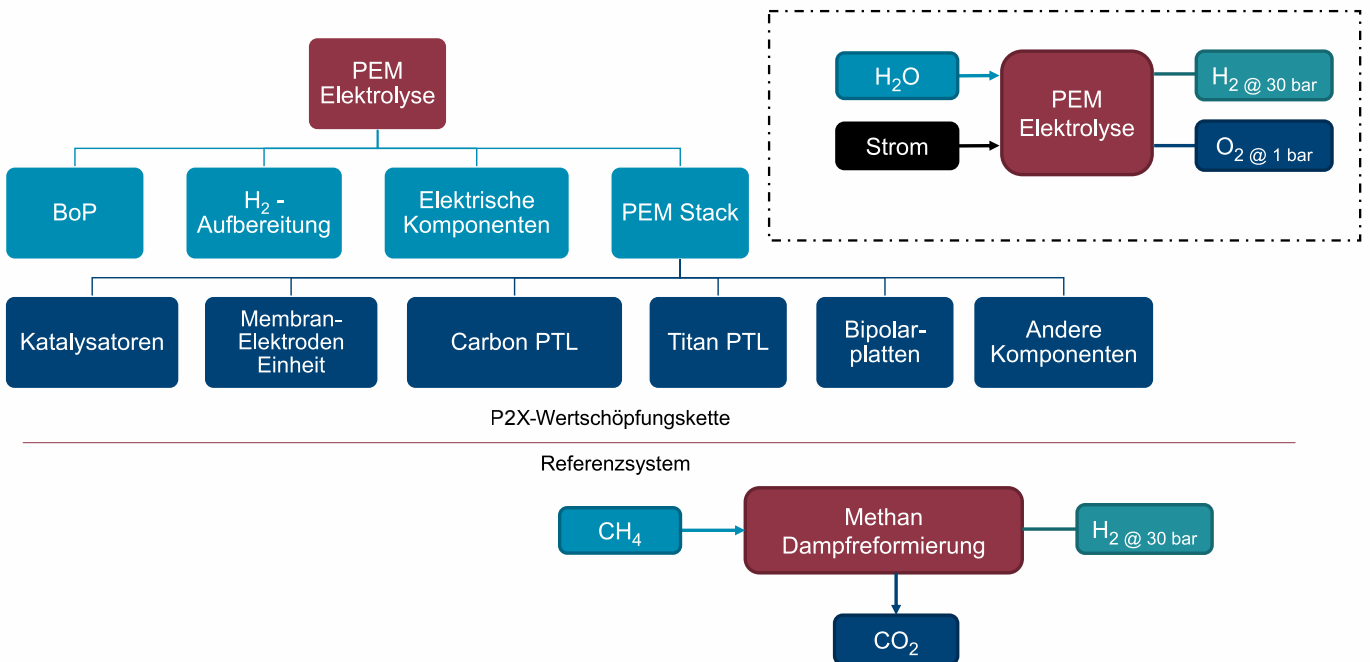 PEM
Elektrolyse
BoP
H₂ -
Aufbereitung
Elektrische
Komponenten
PEM Stack
Katalysatoren
Membran-
Elektroden
Einheit
Carbon PTL
Titan PTL
Bipolar-
platten
Andere
Komponenten
H₂O
Strom
PEM
Elektrolyse
H₂ @ 30 bar
O₂ @ 1 bar
P2X-Wertschöpfungskette
Referenzsystem
CH₄
Methan
Dampfreformierung
H₂ @ 30 bar
CO₂